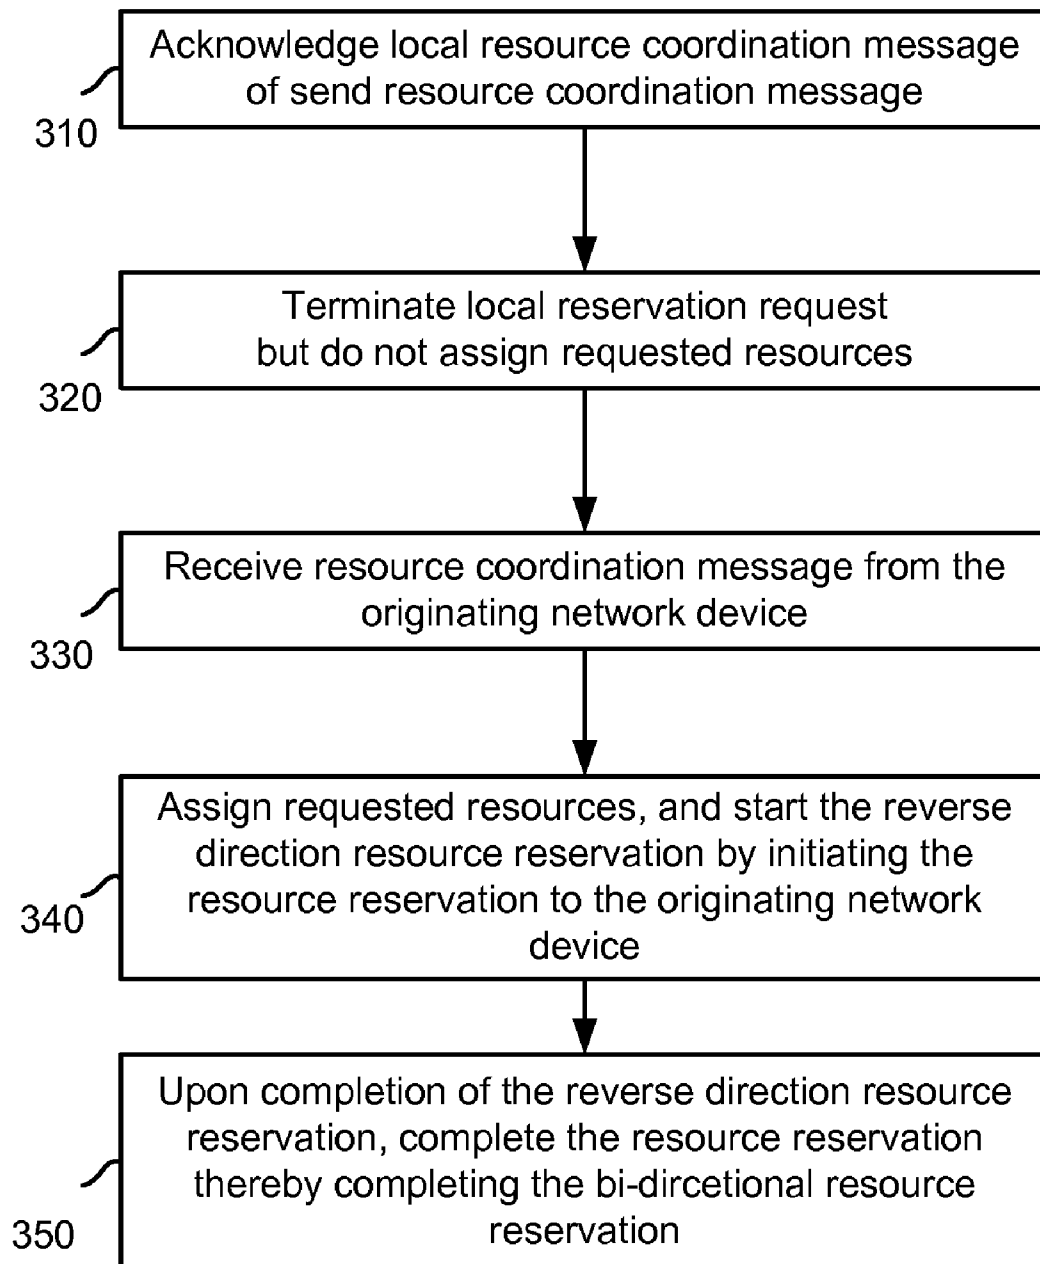 Acknowledge local resource coordination message
of send resource coordination message
310
Terminate local reservation request
but do not assign requested resources
320
Receive resource coordination message from the
originating network device
330
Assign requested resources, and start the reverse
direction resource reservation by initiating the
resource reservation to the originating network
device
340
Upon completion of the reverse direction resource
reservation, complete the resource reservation
thereby completing the bi-dircetional resource
reservation
350